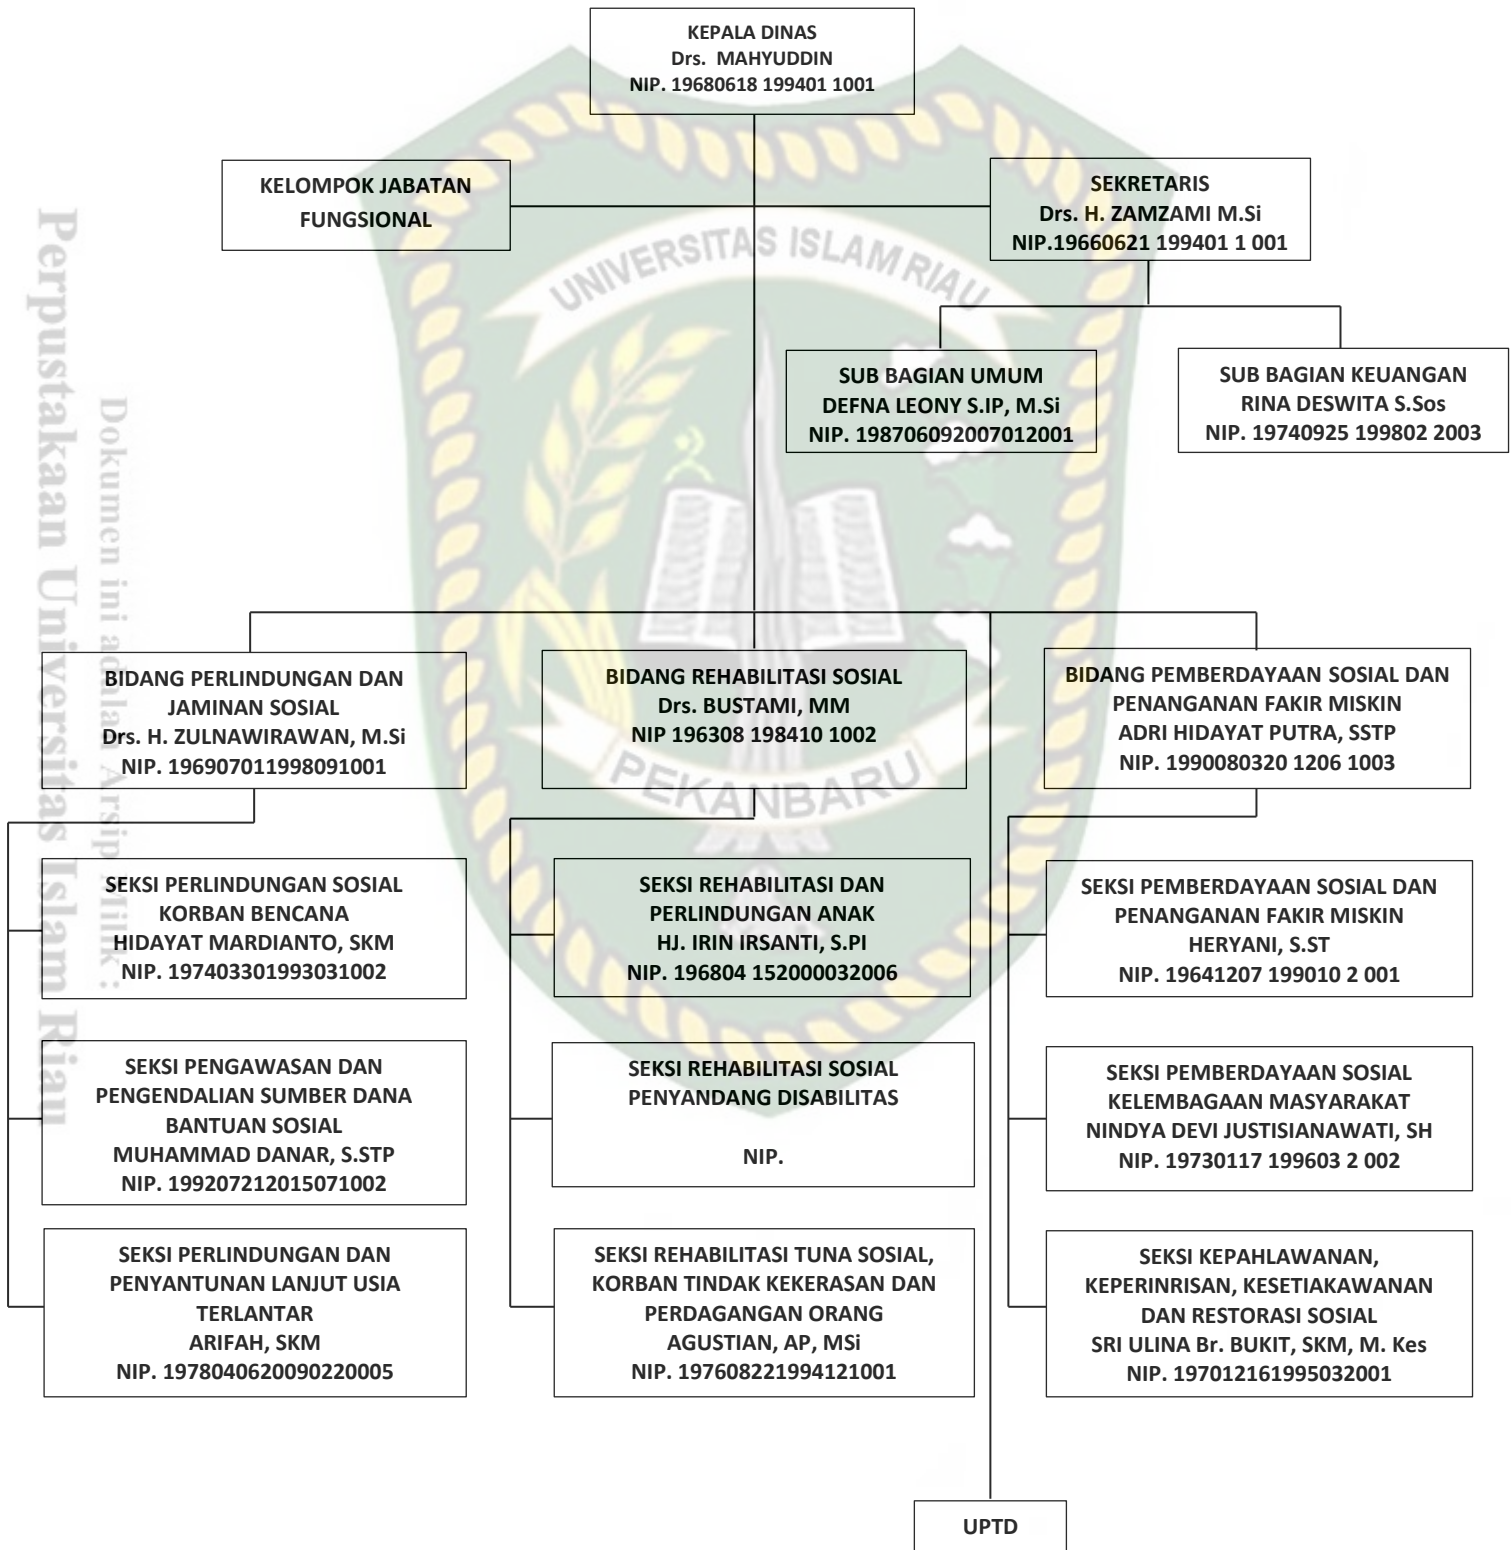 KEPALA DINAS
Drs. MAHYUDDIN
NIP. 19680618 199401 1001
KELOMPOK JABATAN
FUNGSIONAL
SEKRETARIS
Drs. H. ZAMZAMI M.Si
NIP.19660621 199401 1 001
UNIVERSITAS ISLAM RIAU
SUB BAGIAN UMUM
DEFNA LEONY S.IP, M.Si
NIP. 198706092007012001
SUB BAGIAN KEUANGAN
RINA DESWITA S.Sos
NIP. 19740925 199802 2003
BIDANG PERLINDUNGAN DAN
JAMINAN SOSIAL
Drs. H. ZULNAWIRAWAN, M.Si
NIP. 196907011998091001
BIDANG REHABILITASI SOSIAL
Drs. BUSTAMI, MM
NIP 196308 198410 1002
BIDANG PEMBERDAYAAN SOSIAL DAN
PENANGANAN FAKIR MISKIN
ADRI HIDAYAT PUTRA, SSTP
NIP. 1990080320 1206 1003
PEKANBARU
SEKSI PERLINDUNGAN SOSIAL
KORBAN BENCANA
HIDAYAT MARDIANTO, SKM
NIP. 197403301993031002
SEKSI REHABILITASI DAN
PERLINDUNGAN ANAK
HJ. IRIN IRSANTI, S.PI
NIP. 196804 152000032006
SEKSI PEMBERDAYAAN SOSIAL DAN
PENANGANAN FAKIR MISKIN
HERYANI, S.ST
NIP. 19641207 199010 2 001
SEKSI PENGAWASAN DAN
PENGENDALIAN SUMBER DANA
BANTUAN SOSIAL
MUHAMMAD DANAR, S.STP
NIP. 199207212015071002
SEKSI REHABILITASI SOSIAL
PENYANDANG DISABILITAS
NIP.
SEKSI PEMBERDAYAAN SOSIAL
KELEMBAGAAN MASYARAKAT
NINDYA DEVI JUSTISIANAWATI, SH
NIP. 19730117 199603 2 002
SEKSI PERLINDUNGAN DAN
PENYANTUNAN LANJUT USIA
TERLANTAR
ARIFAH, SKM
NIP. 1978040620090220005
SEKSI REHABILITASI TUNA SOSIAL,
KORBAN TINDAK KEKERASAN DAN
PERDAGANGAN ORANG
AGUSTIAN, AP, MSi
NIP. 197608221994121001
SEKSI KEPAHLAWANAN,
KEPERINRISAN, KESETIAKAWANAN
DAN RESTORASI SOSIAL
SRI ULINA Br. BUKIT, SKM, M. Kes
NIP. 197012161995032001
UPTD
Dokumen ini adalah Arsip Milik :
Perpustakaan Universitas Islam Riau